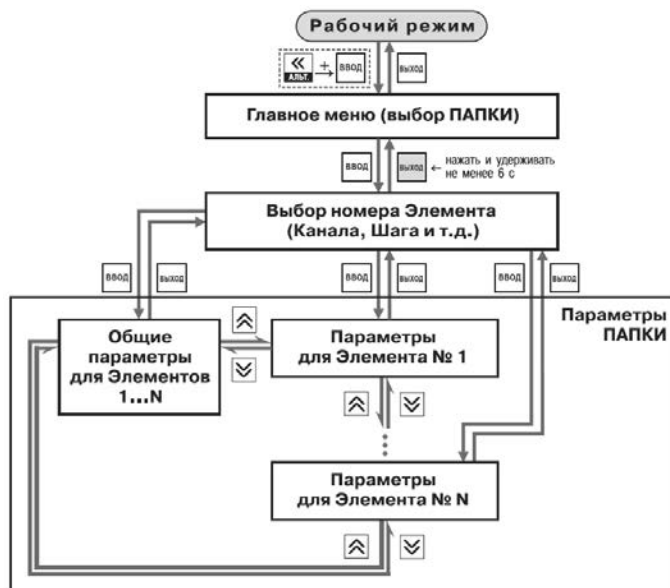 Рабочий режим
« АЛЬТ. + ВВОД ВЫХОД
Главное меню (выбор ПАПКИ)
ВВОД ВЫХОД ← нажать и удерживать
не менее 6 с
Выбор номера Элемента
(Канала, Шага и т.д.)
ВВОД ВЫХОД ВВОД ВЫХОД ВВОД ВЫХОД
Параметры
ПАПКИ
Общие
параметры
для Элементов
1...N
Параметры
для Элемента № 1
Параметры
для Элемента № N